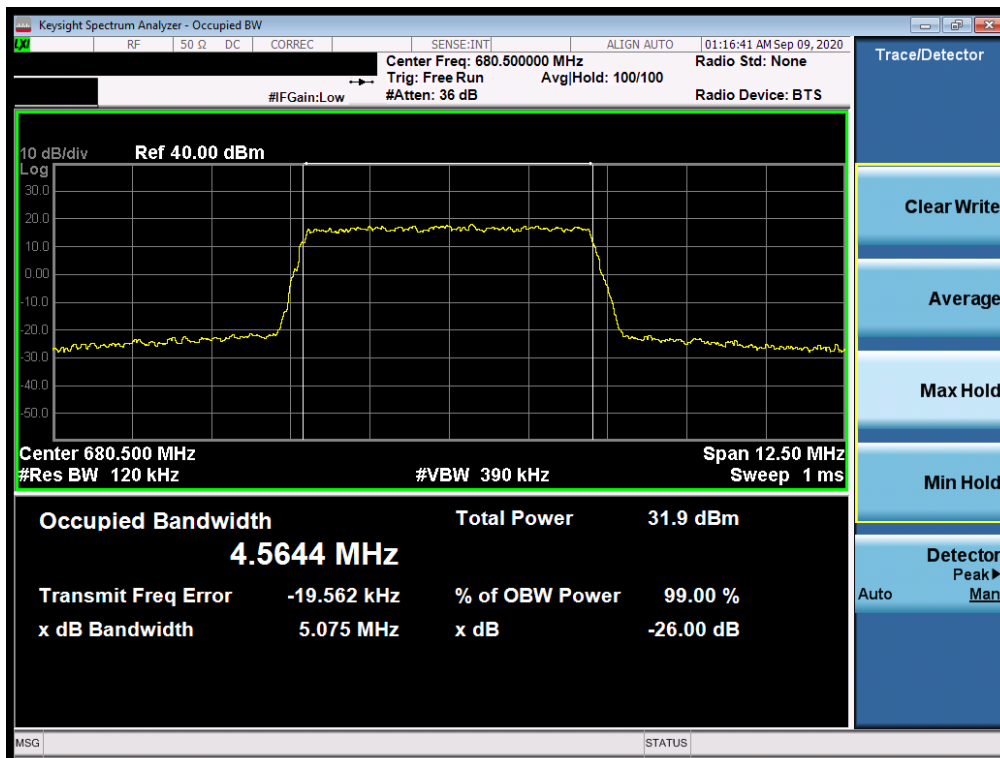 Keysight Spectrum Analyzer - Occupied BW
LXI RF 50 Ω DC CORREC SENSE:INT ALIGN AUTO 01:16:41 AM Sep 09, 2020
Center Freq: 680.500000 MHz Radio Std: None
Trig: Free Run Avg|Hold: 100/100
#IFGain:Low #Atten: 36 dB Radio Device: BTS
10 dB/div Ref 40.00 dBm
Log
30.0
20.0
10.0
0.00
-10.0
-20.0
-30.0
-40.0
-50.0
Center 680.500 MHz Span 12.50 MHz
#Res BW 120 kHz #VBW 390 kHz Sweep 1 ms
Occupied Bandwidth Total Power 31.9 dBm
4.5644 MHz
Transmit Freq Error -19.562 kHz % of OBW Power 99.00 %
x dB Bandwidth 5.075 MHz x dB -26.00 dB
MSG STATUS
Trace/Detector
Clear Write
Average
Max Hold
Min Hold
Detector
Peak▶
Auto Man